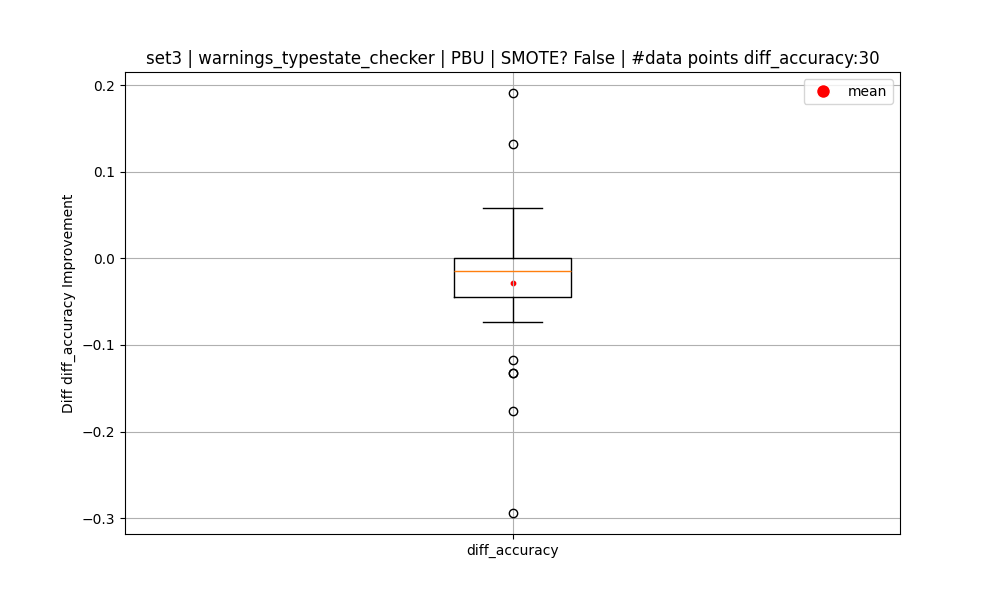 set3 | warnings_typestate_checker | PBU | SMOTE? False | #data points diff_accuracy:30
mean
Diff diff_accuracy Improvement
0.2
0.1
0.0
−0.1
−0.2
−0.3
diff_accuracy